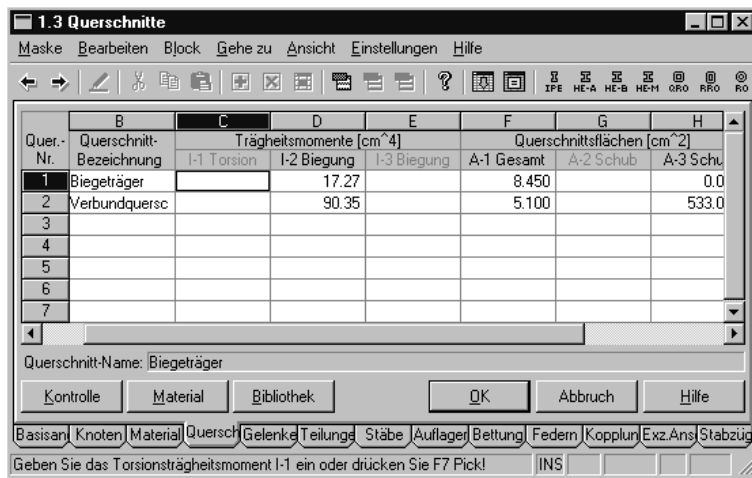 1.3 Querschnitte
Maske Bearbeiten Block Gehe zu Ansicht Einstellungen Hilfe
IPE HE-A HE-B HE-M QRO RRO RO
B C D E F G H
Quer.- Querschnitt- Trägheitsmomente [cm^4] Querschnittsflächen [cm^2]
Nr. Bezeichnung I-1 Torsion I-2 Biegung I-3 Biegung A-1 Gesamt A-2 Schub A-3 Schu
1 Biegeträger 17.27 8.450 0.0
2 Verbundquersc 90.35 5.100 533.0
3
4
5
6
7
Querschnitt-Name: Biegeträger
Kontrolle Material Bibliothek OK Abbruch Hilfe
Basisan Knoten Material Quersch Gelenke Teilunge Stäbe Auflager Bettung Federn Kopplun Exz.Ans Stabzüg
Geben Sie das Torsionsträgheitsmoment I-1 ein oder drücken Sie F7 Pick! INS